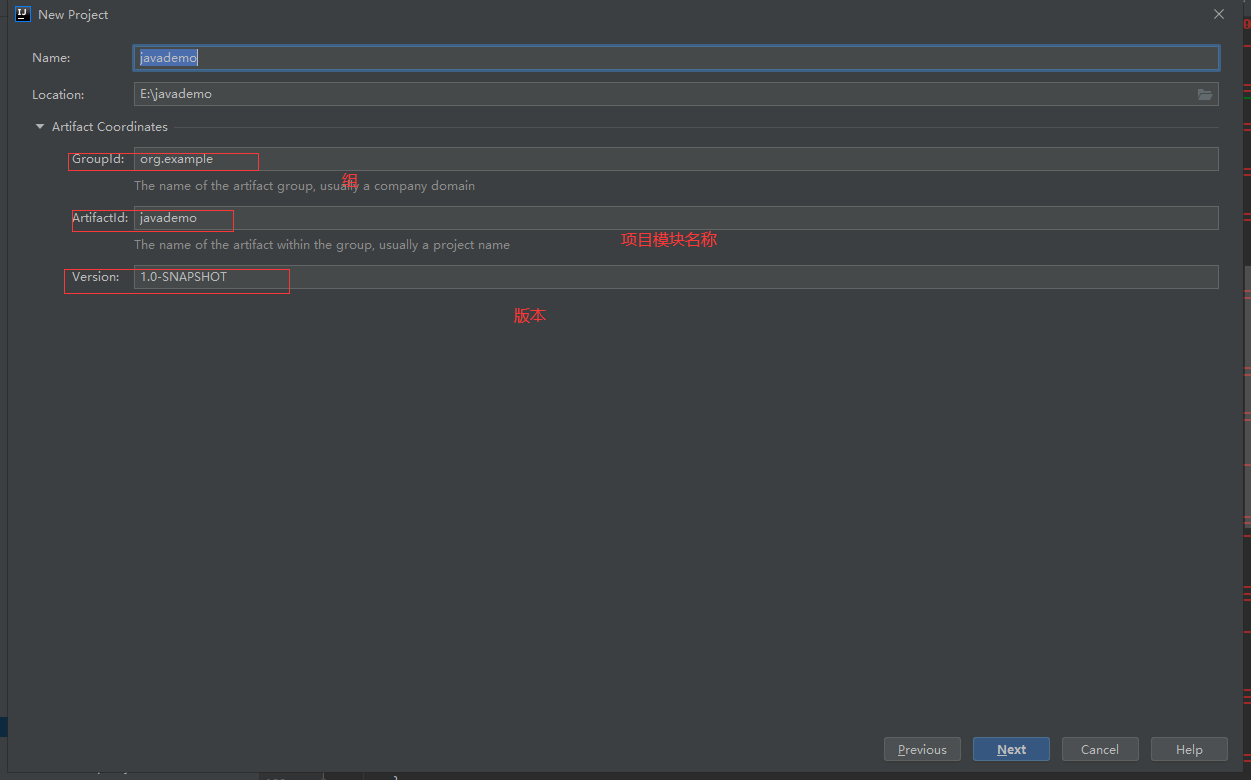 New Project
Name: javademo
Location: E:\javademo
Artifact Coordinates
GroupId: org.example
组
The name of the artifact group, usually a company domain
ArtifactId: javademo
项目模块名称
The name of the artifact within the group, usually a project name
Version: 1.0-SNAPSHOT
版本
Previous Next Cancel Help